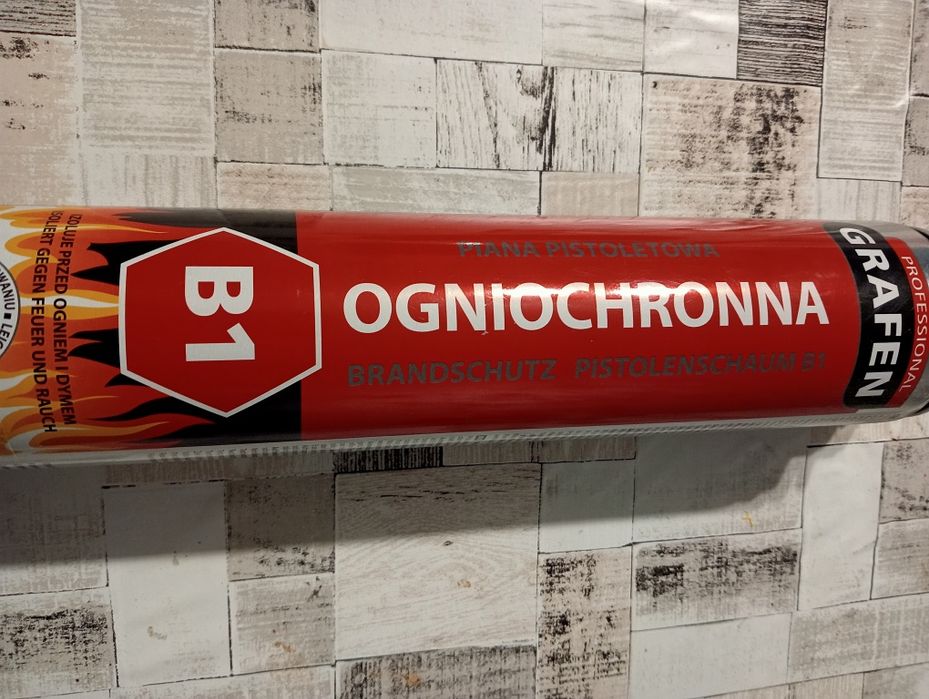 PROFESSIONAL
GRAFEN
PIANA PISTOLETOWA
OGNIOCHRONNA
BRANDSCHUTZ PISTOLENSCHAUM B1
B1
IZOLUJE PRZED OGNIEM I DYMEM
ISOLIERT GEGEN FEUER UND RAUCH